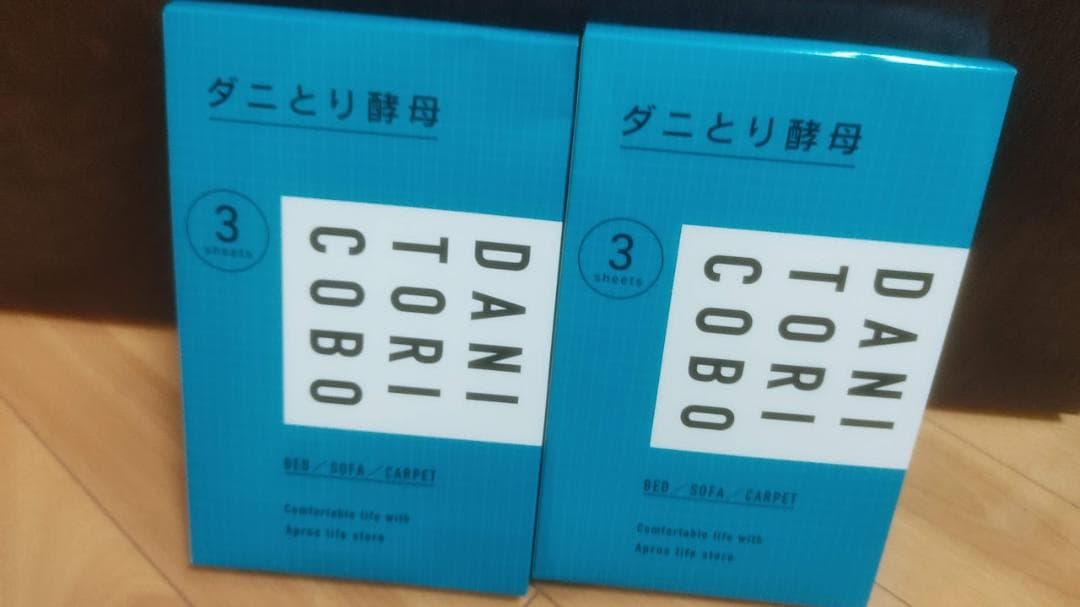 ダニとり酵母
3
sheets
DANI
TORI
COBO
BED／SOFA／CARPET
Comfortable life with
Apros life store
ダニとり酵母
3
sheets
DANI
TORI
COBO
BED／SOFA／CARPET
Comfortable life with
Apros life store